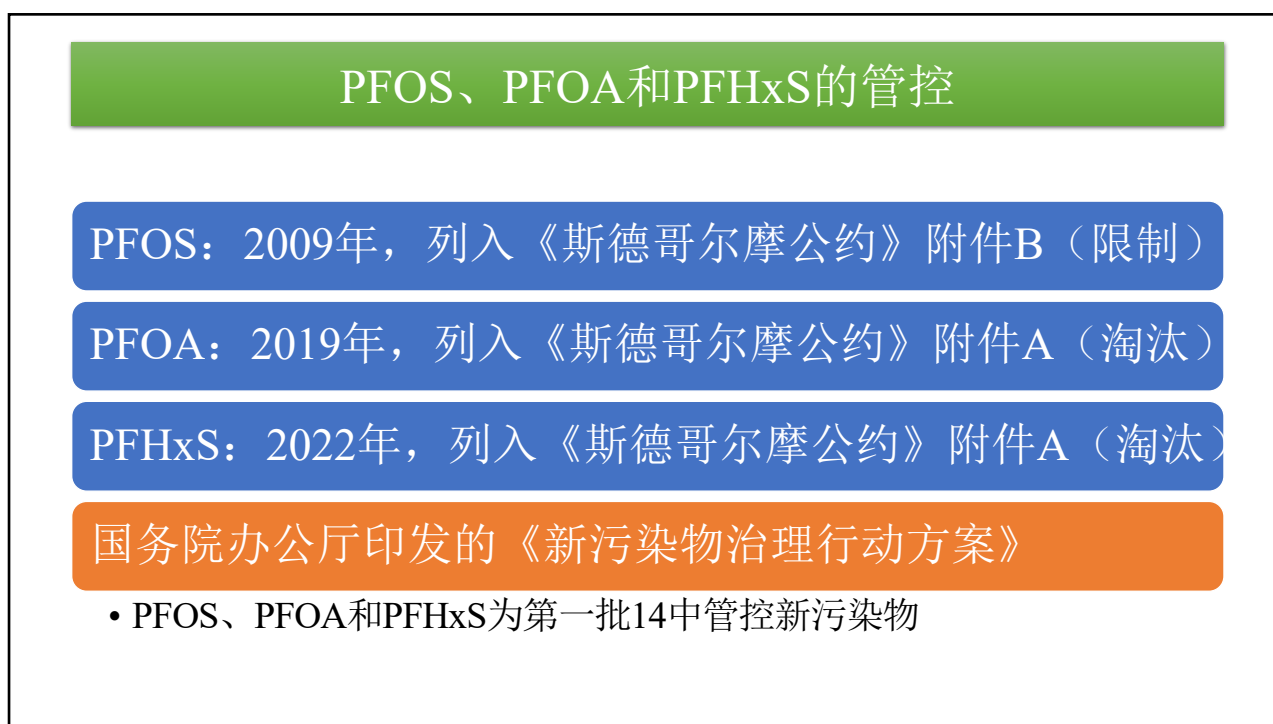 PFOS、PFOA和PFHxS的管控
PFOS：2009年，列入《斯德哥尔摩公约》附件B（限制）
PFOA：2019年，列入《斯德哥尔摩公约》附件A（淘汰）
PFHxS：2022年，列入《斯德哥尔摩公约》附件A（淘汰）
国务院办公厅印发的《新污染物治理行动方案》
• PFOS、PFOA和PFHxS为第一批14中管控新污染物